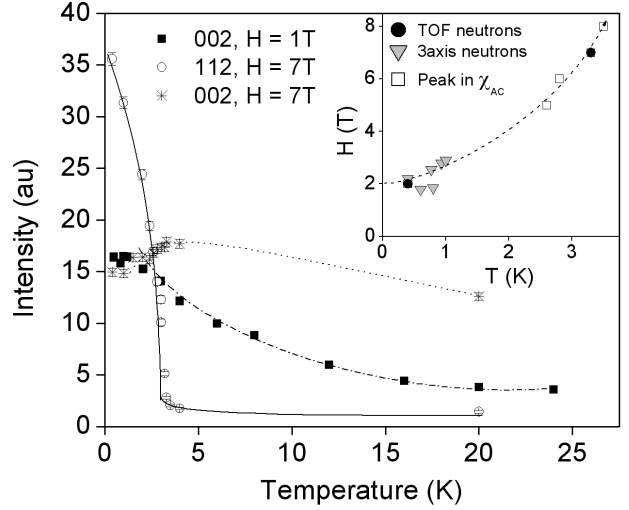 40
35
30
25
20
15
10
5
0
Intensity (au)
002, H = 1T
112, H = 7T
002, H = 7T
0 5 10 15 20 25
Temperature (K)
8
6
4
2
0
H (T)
TOF neutrons
3axis neutrons
Peak in χAC
0 1 2 3
T (K)